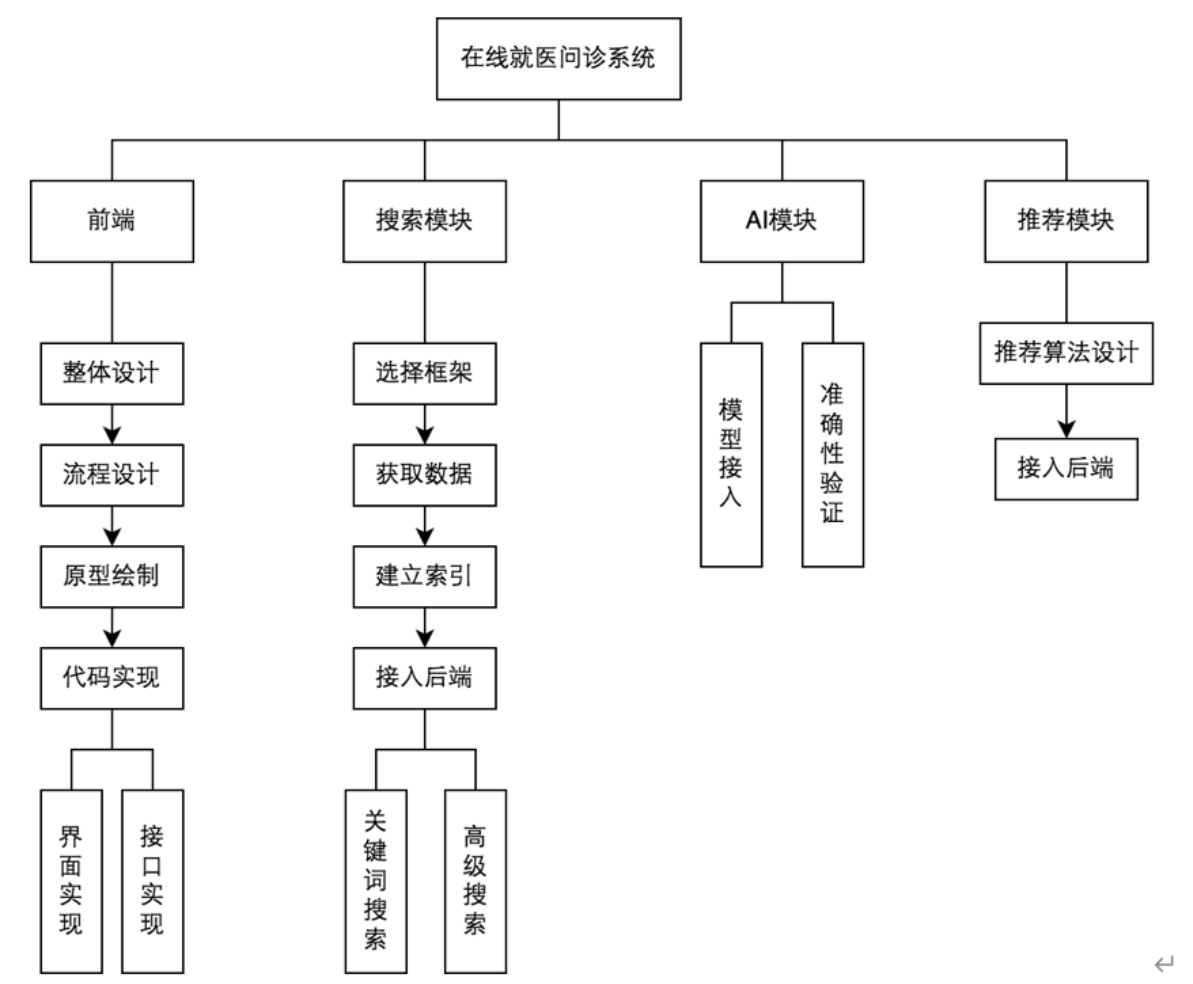 在线就医问诊系统
前端
搜索模块
AI模块
推荐模块
整体设计
流程设计
原型绘制
代码实现
界面实现
接口实现
选择框架
获取数据
建立索引
接入后端
关键词搜索
高级搜索
模型接入
准确性验证
推荐算法设计
接入后端